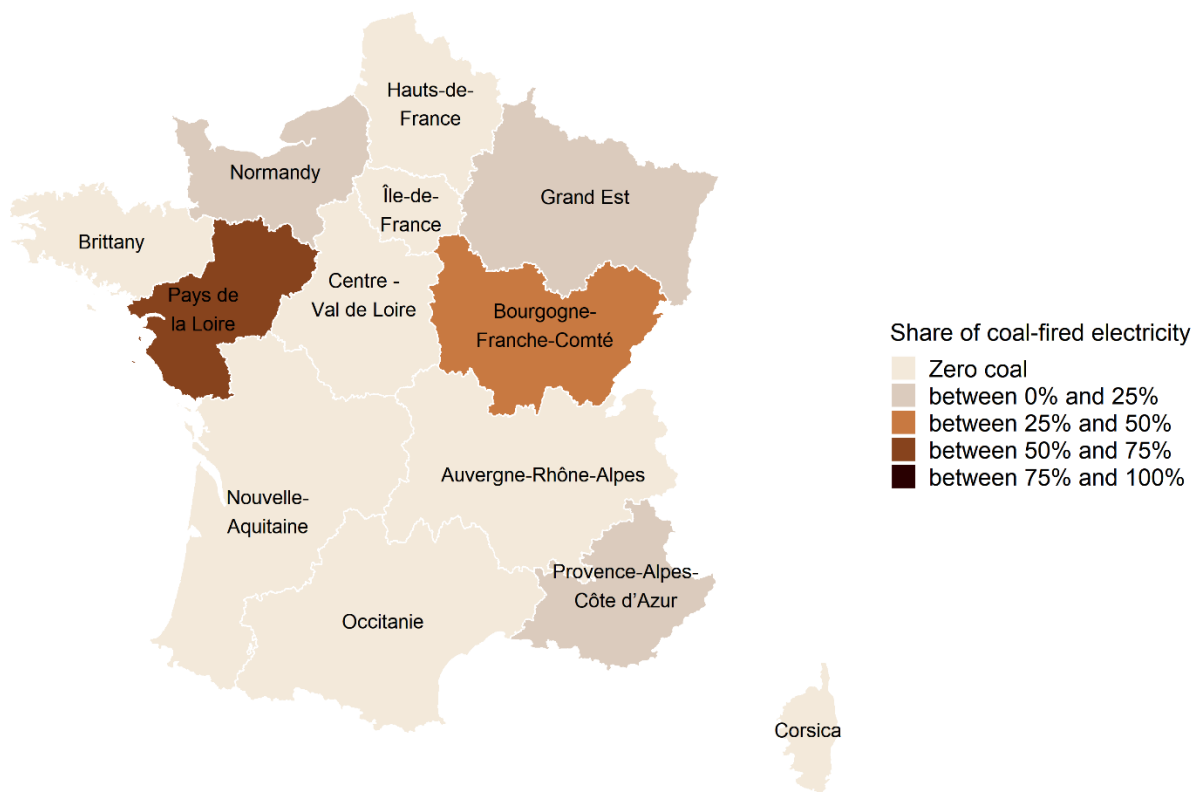 Hauts-de-
France
Normandy
Île-de-
France
Grand Est
Brittany
Pays de
la Loire
Centre -
Val de Loire
Bourgogne-
Franche-Comté
Auvergne-Rhône-Alpes
Nouvelle-
Aquitaine
Provence-Alpes-
Côte d’Azur
Occitanie
Corsica
Share of coal-fired electricity
Zero coal
between 0% and 25%
between 25% and 50%
between 50% and 75%
between 75% and 100%